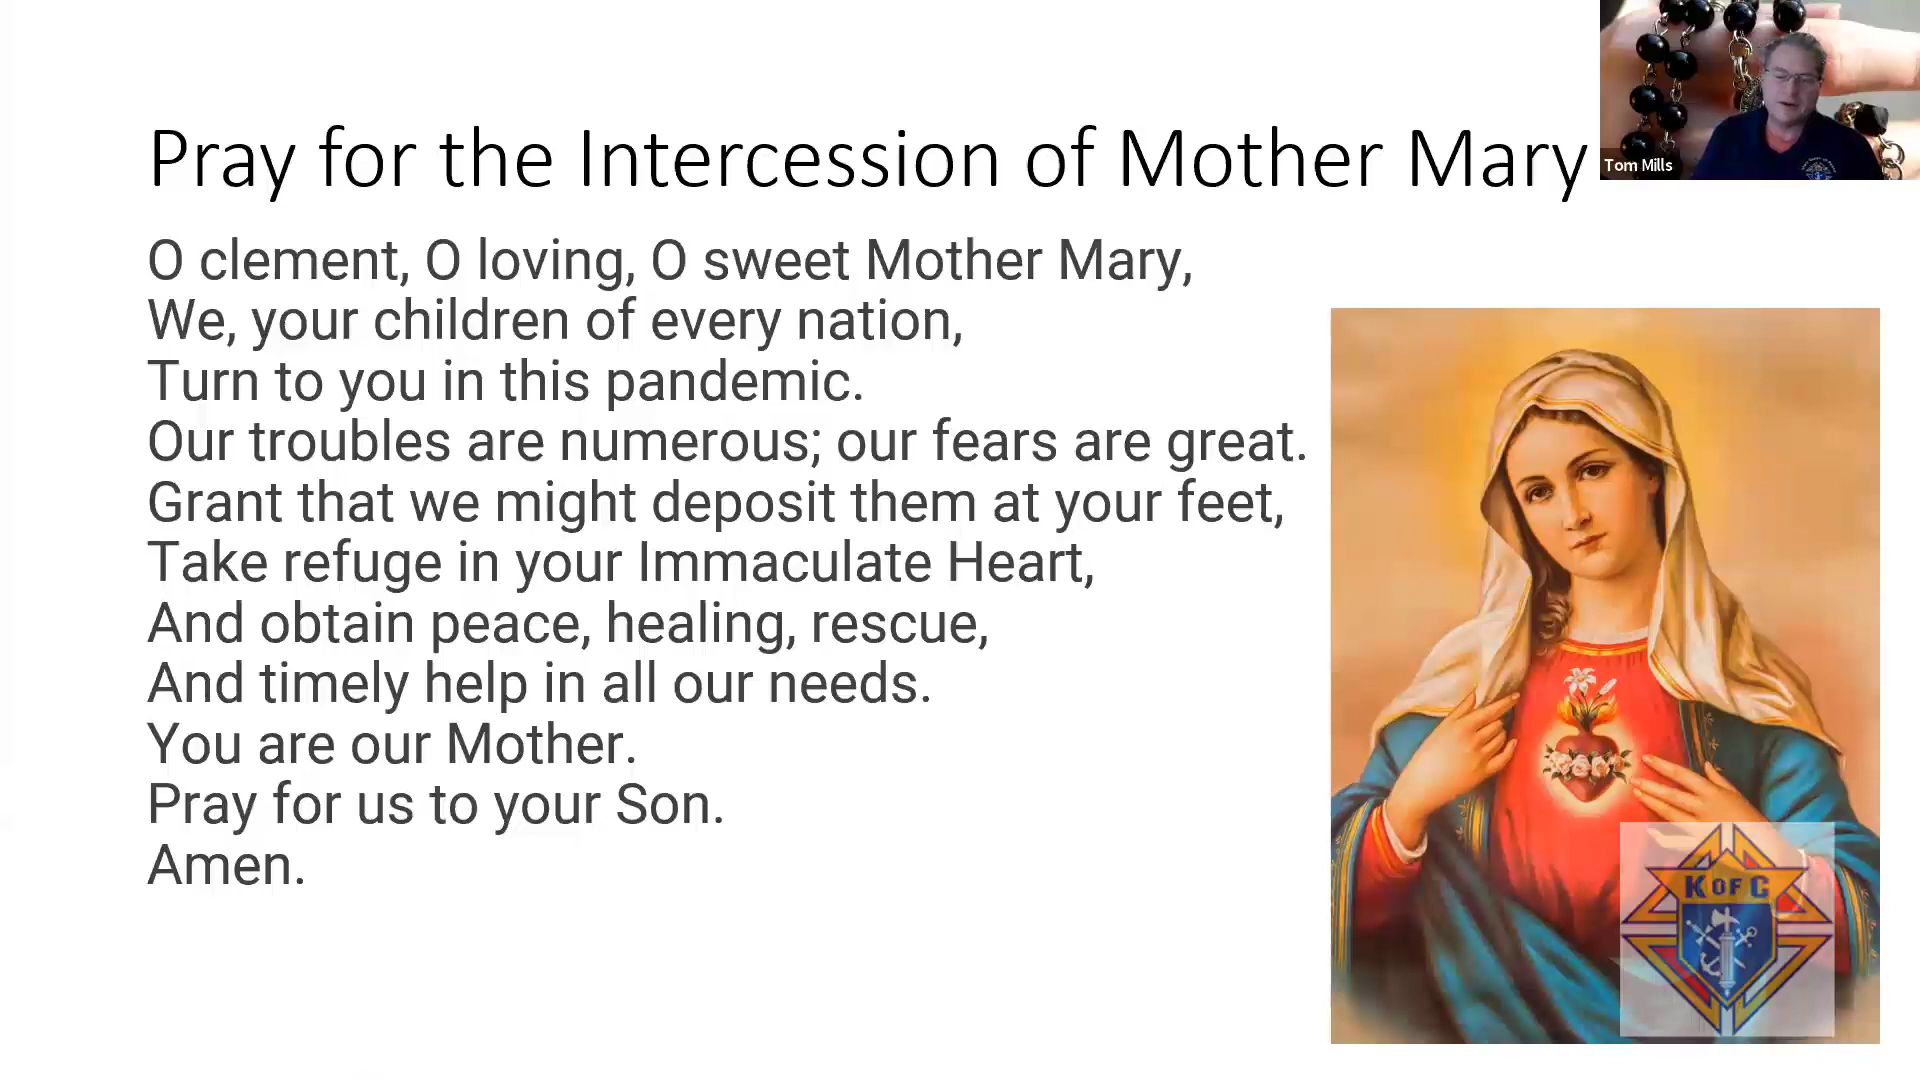 Pray for the Intercession of Mother Mary
Tom Mills
O clement, O loving, O sweet Mother Mary,
We, your children of every nation,
Turn to you in this pandemic.
Our troubles are numerous; our fears are great.
Grant that we might deposit them at your feet,
Take refuge in your Immaculate Heart,
And obtain peace, healing, rescue,
And timely help in all our needs.
You are our Mother.
Pray for us to your Son.
Amen.
K OF C